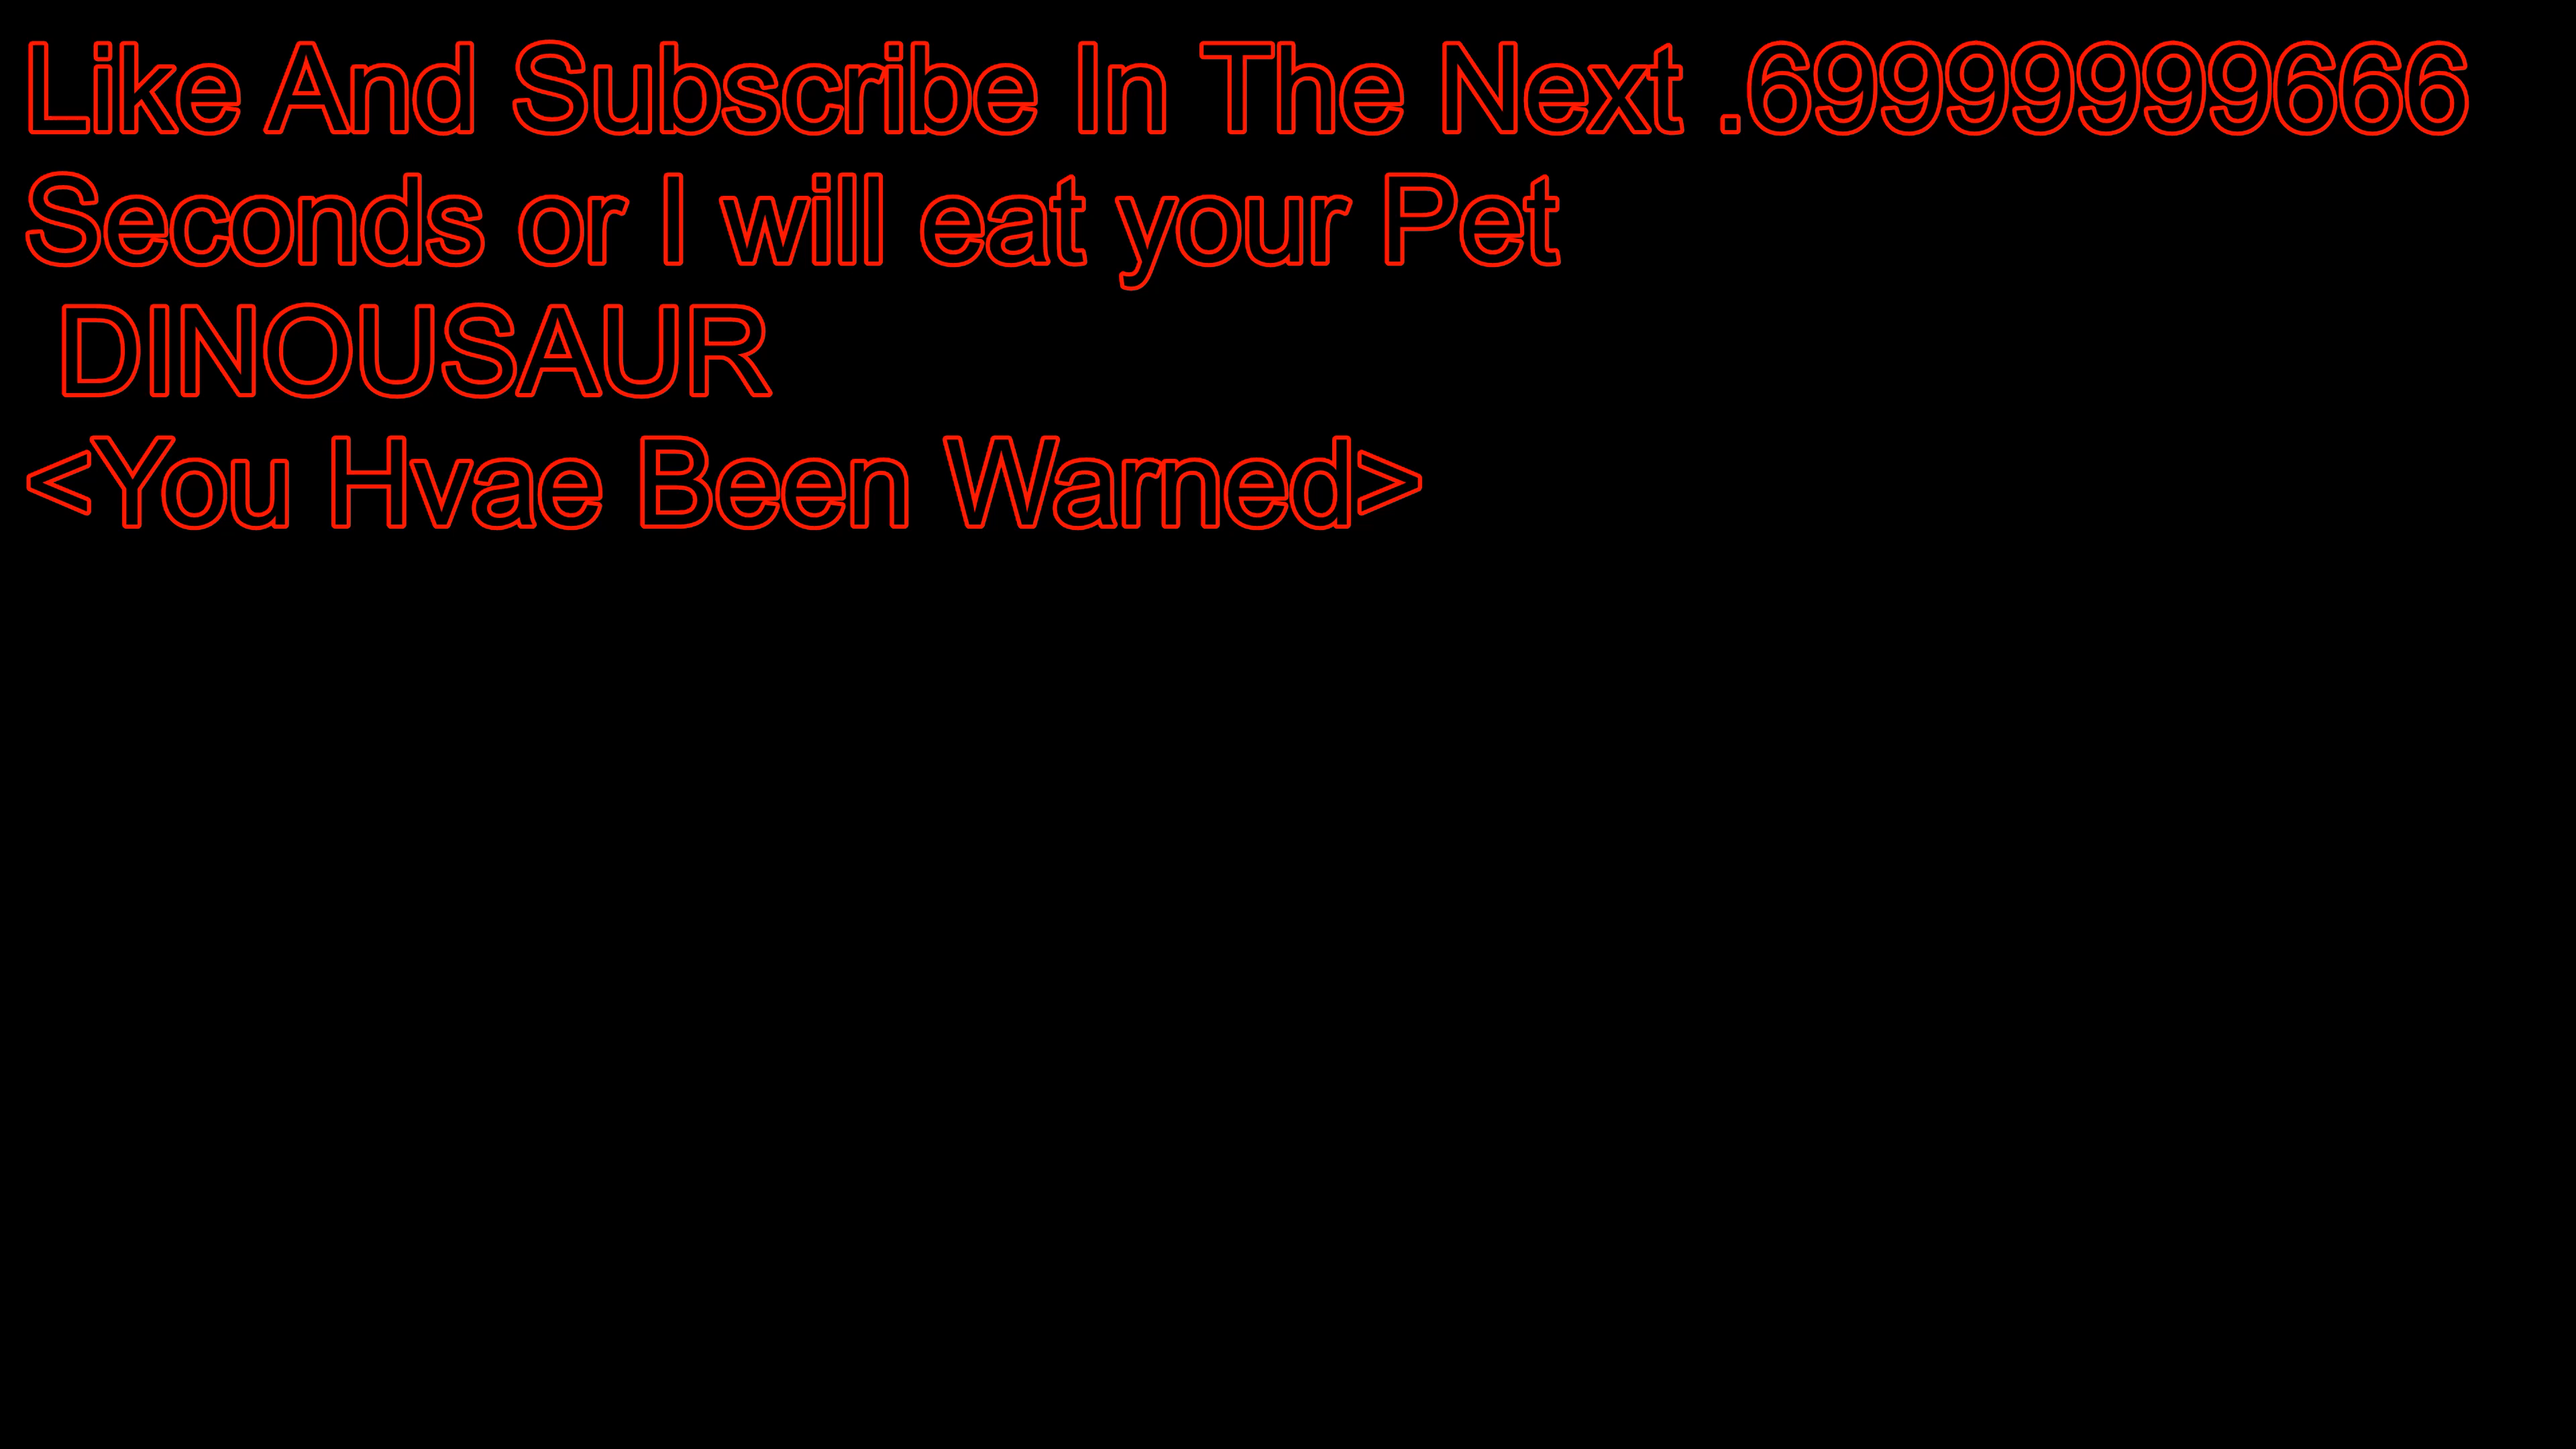 Like And Subscribe In The Next .69999999666
Seconds or I will eat your Pet
DINOUSAUR
<You Hvae Been Warned>